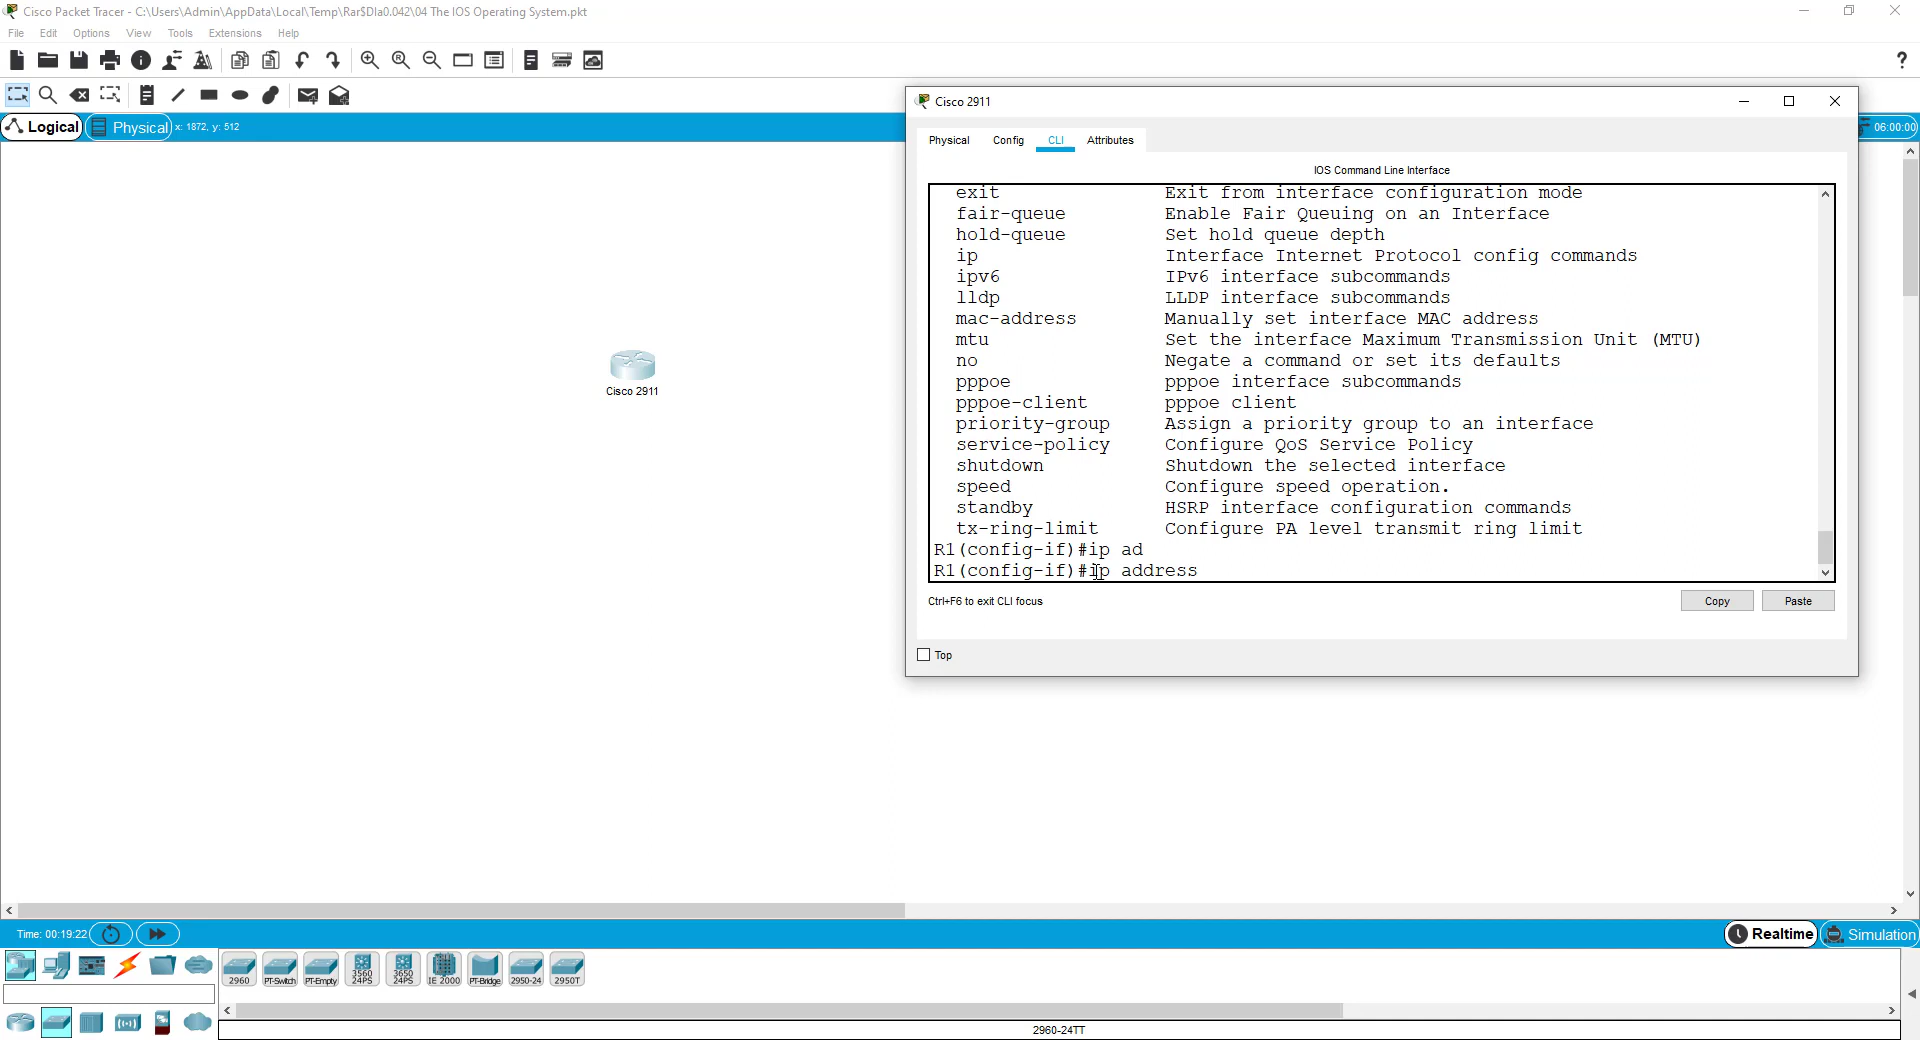 Cisco Packet Tracer - C:\Users\Admin\AppData\Local\Temp\Rar$DIa0.042\04 The IOS Operating System.pkt
File Edit Options View Tools Extensions Help
Logical Physical x: 1872, y: 512
06:00:00
Cisco 2911
Cisco 2911
Physical Config CLI Attributes
IOS Command Line Interface
exit Exit from interface configuration mode
fair-queue Enable Fair Queuing on an Interface
hold-queue Set hold queue depth
ip Interface Internet Protocol config commands
ipv6 IPv6 interface subcommands
lldp LLDP interface subcommands
mac-address Manually set interface MAC address
mtu Set the interface Maximum Transmission Unit (MTU)
no Negate a command or set its defaults
pppoe pppoe interface subcommands
pppoe-client pppoe client
priority-group Assign a priority group to an interface
service-policy Configure QoS Service Policy
shutdown Shutdown the selected interface
speed Configure speed operation.
standby HSRP interface configuration commands
tx-ring-limit Configure PA level transmit ring limit
R1(config-if)#ip ad
R1(config-if)#ip address
Ctrl+F6 to exit CLI focus
Copy Paste
Top
Time: 00:19:22
Realtime Simulation
2960 PT-Switch PT-Empty 3560 24PS 3650 24PS IE 2000 PT-Bridge 2950-24 2950T
2960-24TT